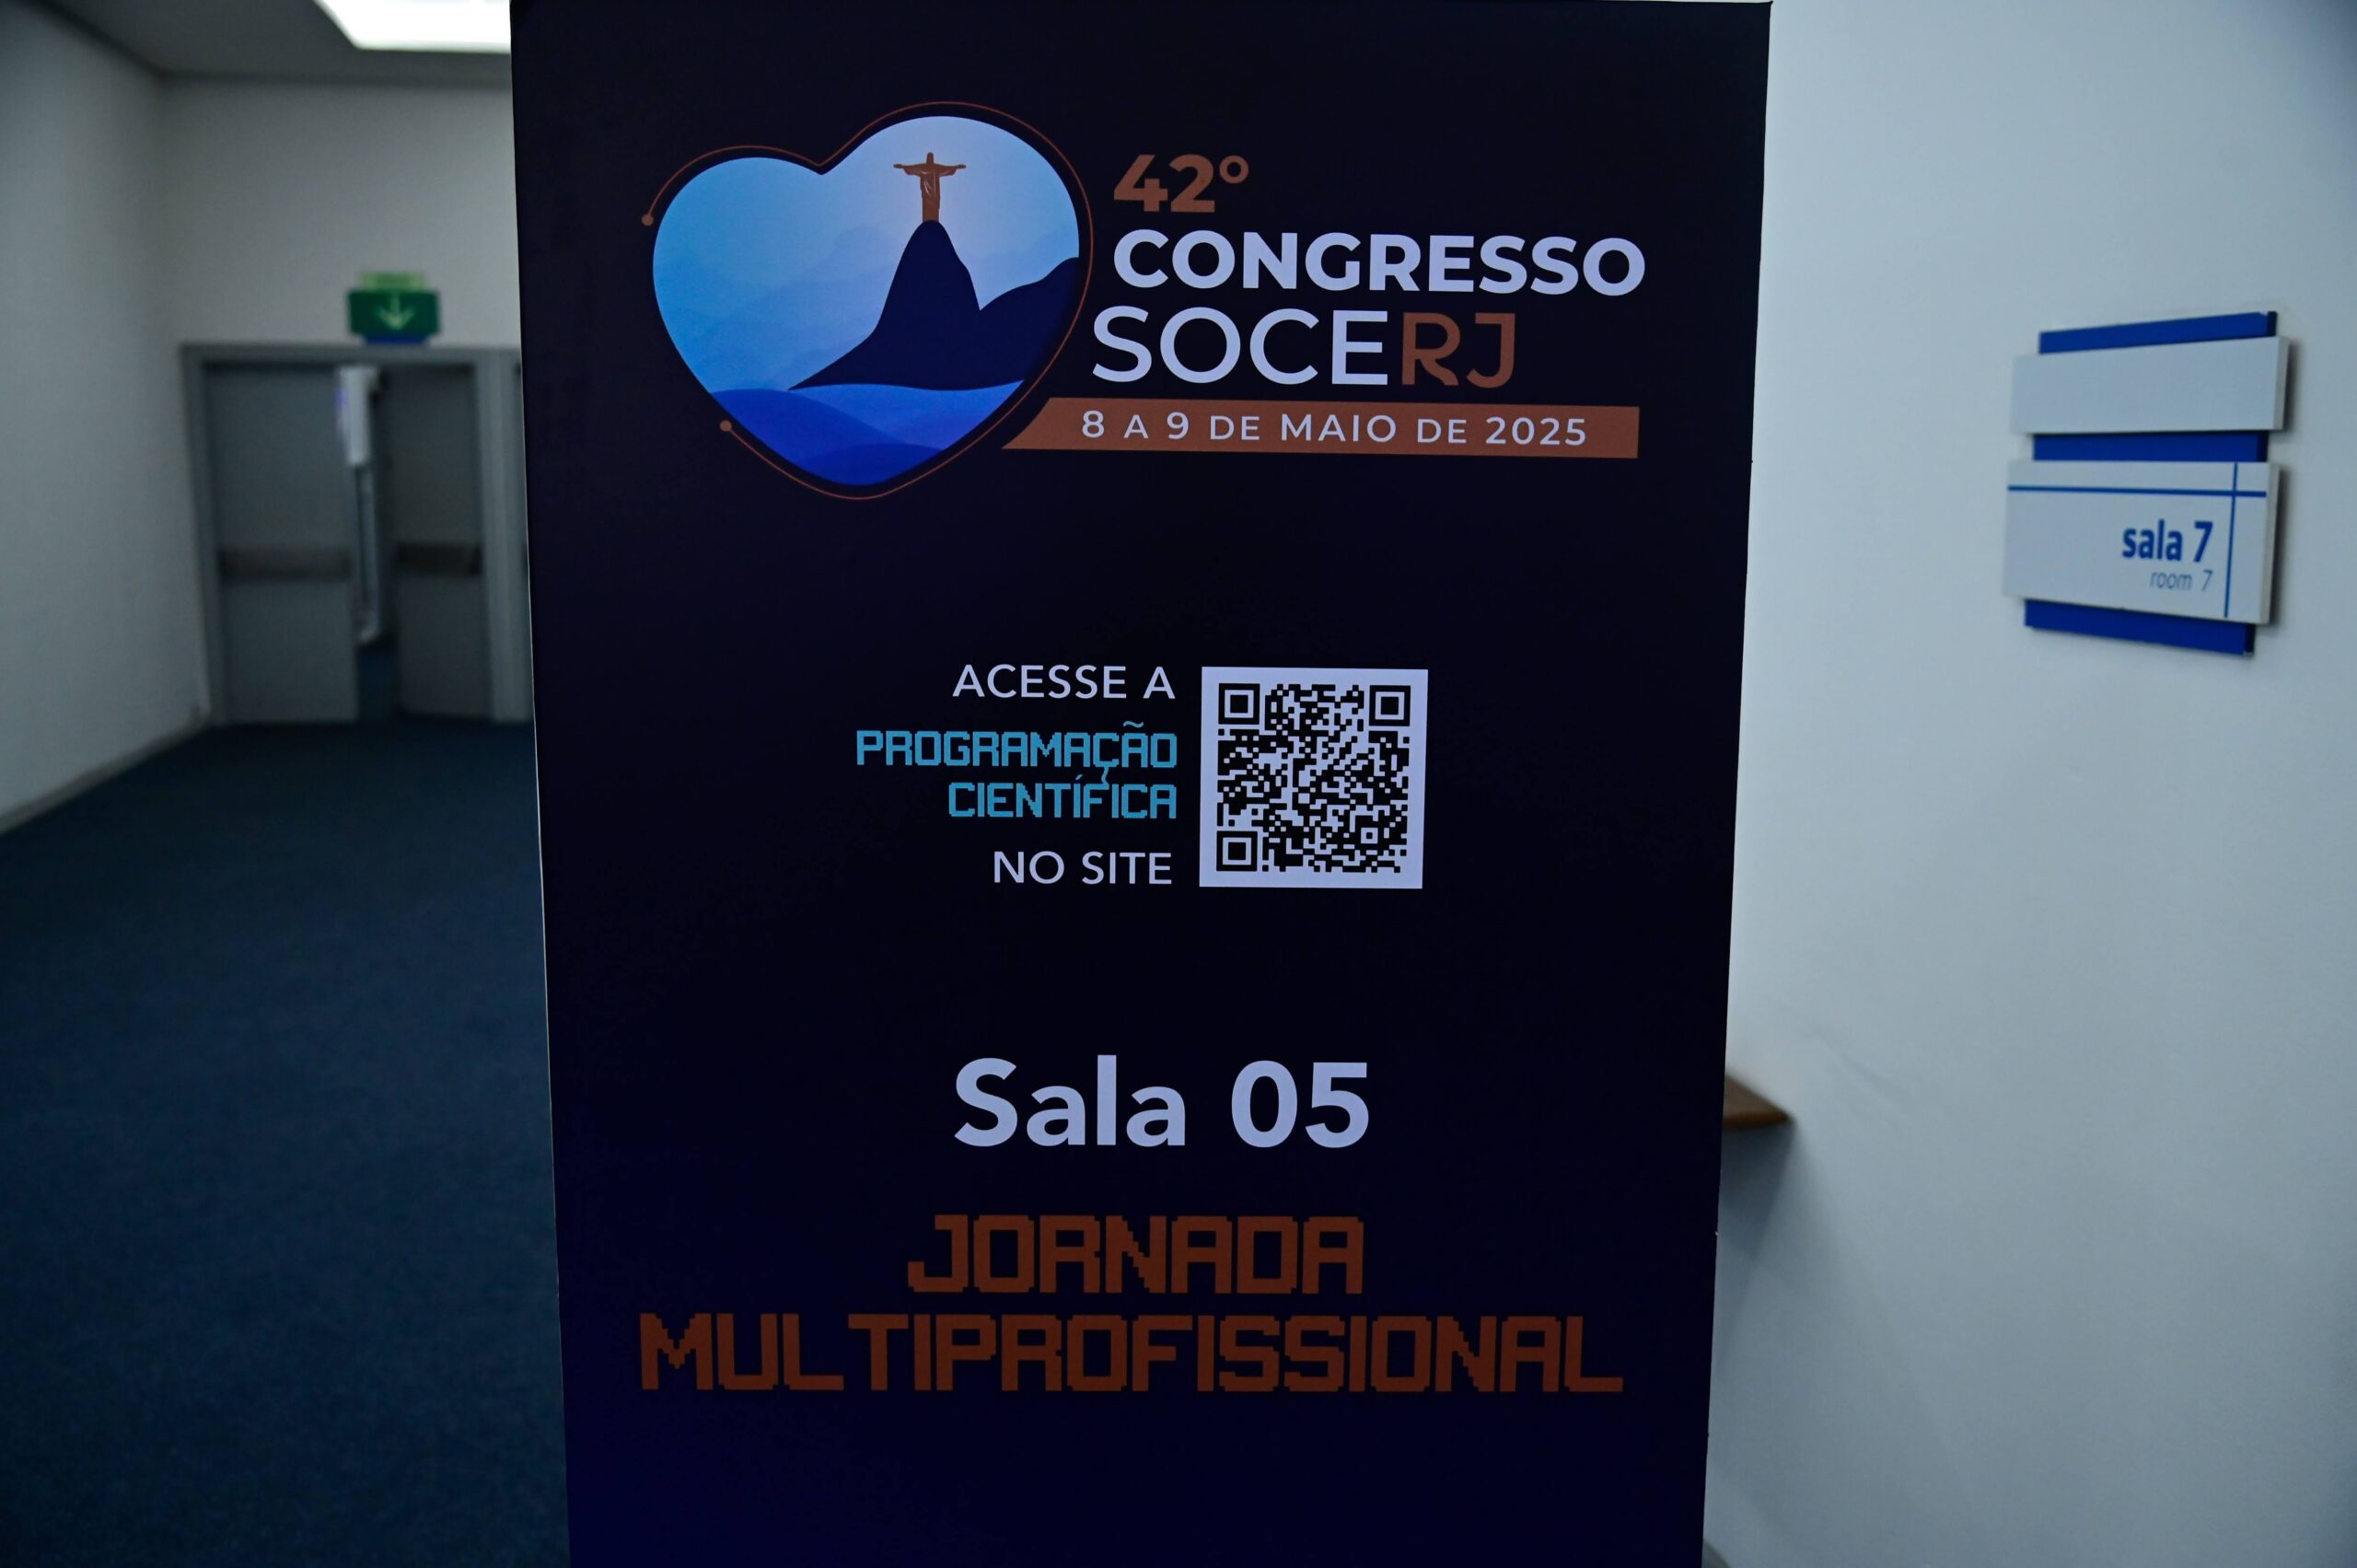 42º
CONGRESSO
SOCERJ
8 A 9 DE MAIO DE 2025
ACESSE A
PROGRAMAÇÃO
CIENTÍFICA
NO SITE
Sala 05
JORNADA
MULTIPROFISSIONAL
sala 7
room 7